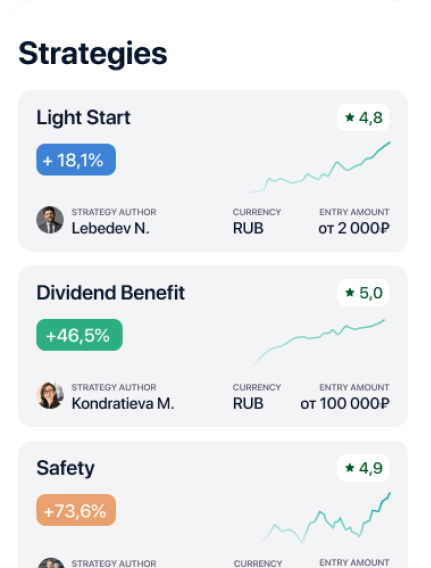 Strategies
Light Start
★ 4,8
+ 18,1%
STRATEGY AUTHOR
Lebedev N.
CURRENCY
RUB
ENTRY AMOUNT
от 2 000₽
Dividend Benefit
★ 5,0
+46,5%
STRATEGY AUTHOR
Kondratieva M.
CURRENCY
RUB
ENTRY AMOUNT
от 100 000₽
Safety
★ 4,9
+73,6%
STRATEGY AUTHOR
CURRENCY
ENTRY AMOUNT